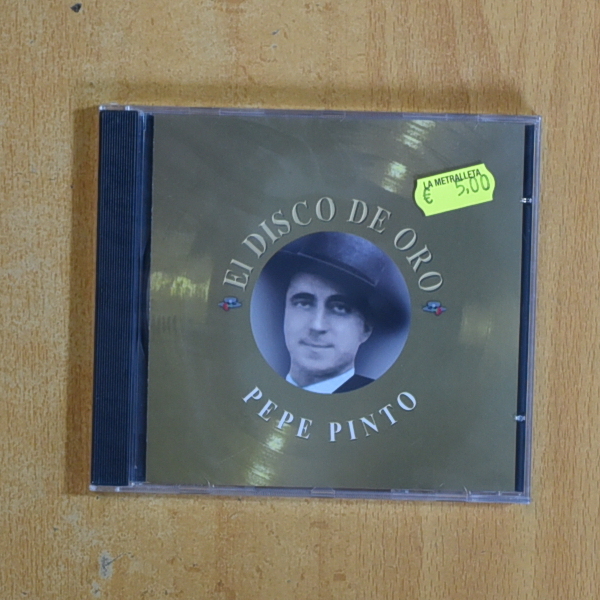 LA METRALLETA
€ 5,00
El DISCO DE ORO
PEPE PINTO